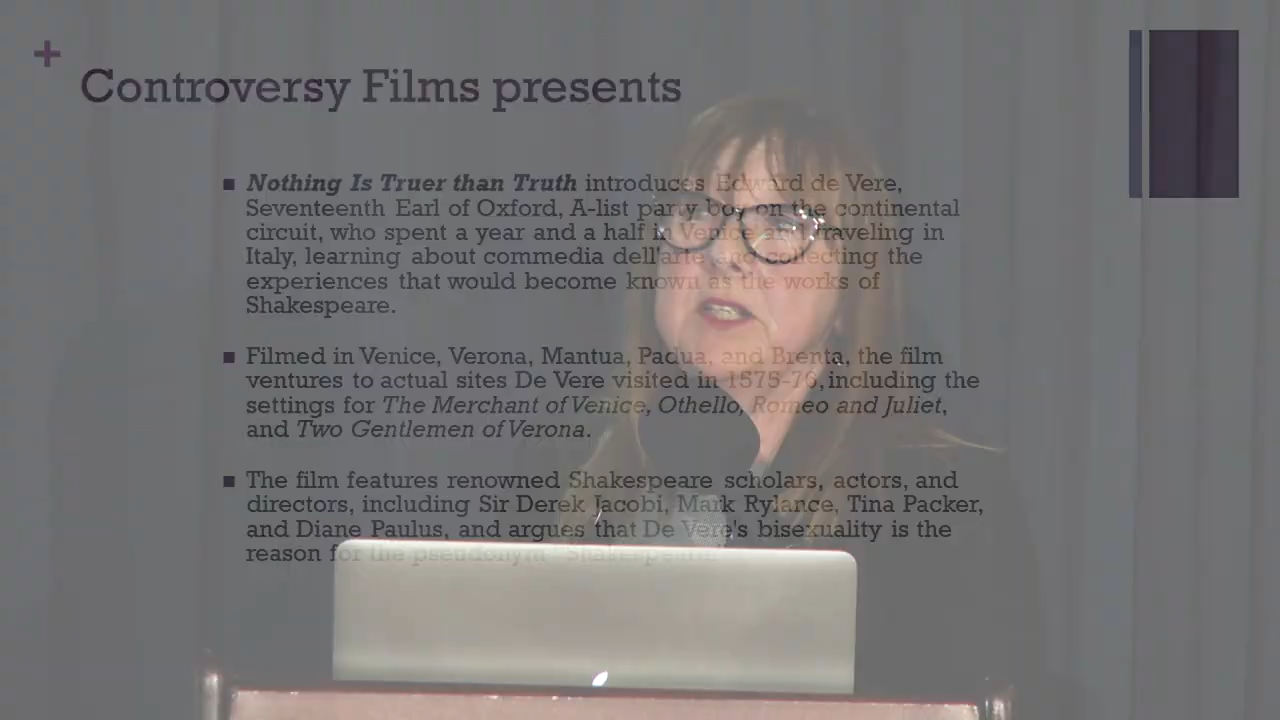 +
Controversy Films presents
■ Nothing Is Truer than Truth introduces Edward de Vere,
Seventeenth Earl of Oxford, A-list party boy on the continental
circuit, who spent a year and a half in Venice and traveling in
Italy, learning about commedia dell'arte and collecting the
experiences that would become known as the works of
Shakespeare.
■ Filmed in Venice, Verona, Mantua, Padua, and Brenta, the film
ventures to actual sites De Vere visited in 1575-76, including the
settings for The Merchant of Venice, Othello, Romeo and Juliet,
and Two Gentlemen of Verona.
■ The film features renowned Shakespeare scholars, actors, and
directors, including Sir Derek Jacobi, Mark Rylance, Tina Packer,
and Diane Paulus, and argues that De Vere's bisexuality is the
reason for the pseudonym "Shakespeare."